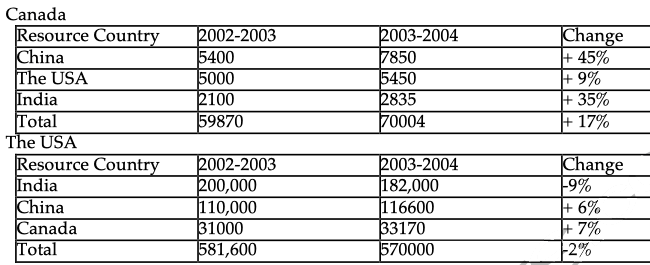 Canada
Resource Country 2002-2003 2003-2004 Change
China 5400 7850 + 45%
The USA 5000 5450 + 9%
India 2100 2835 + 35%
Total 59870 70004 + 17%
The USA
Resource Country 2002-2003 2003-2004 Change
India 200,000 182,000 -9%
China 110,000 116600 + 6%
Canada 31000 33170 + 7%
Total 581,600 570000 -2%